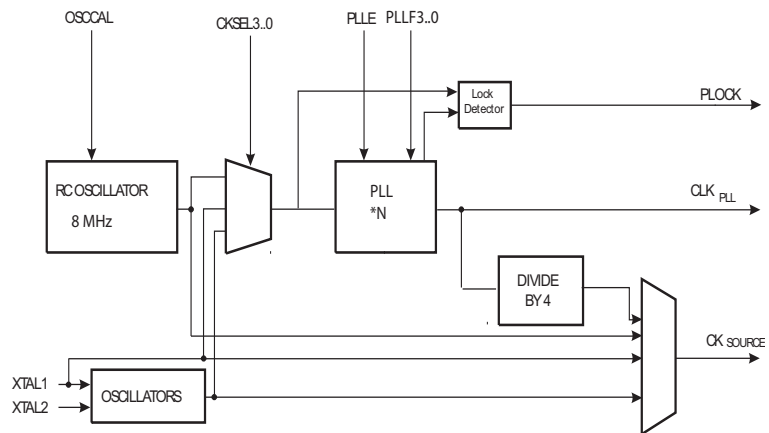 OSCCAL
CKSEL3..0
PLLE
PLLF3..0
Lock
Detector
PLOCK
RC OSCILLATOR
8 MHz
PLL
*N
CLK PLL
DIVIDE
BY 4
CK SOURCE
XTAL1
XTAL2
OSCILLATORS